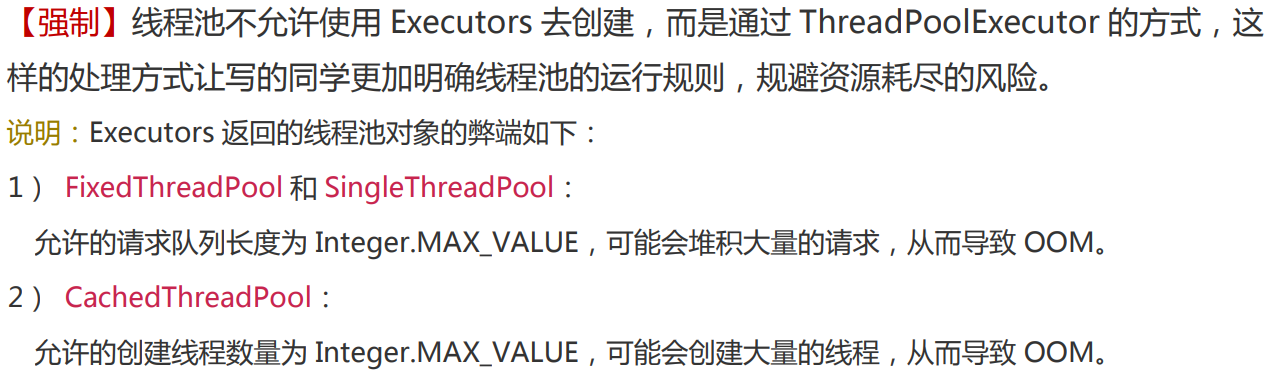 【强制】线程池不允许使用 Executors 去创建，而是通过 ThreadPoolExecutor 的方式，这
样的处理方式让写的同学更加明确线程池的运行规则，规避资源耗尽的风险。
说明：Executors 返回的线程池对象的弊端如下：
1） FixedThreadPool 和 SingleThreadPool：
允许的请求队列长度为 Integer.MAX_VALUE，可能会堆积大量的请求，从而导致 OOM。
2） CachedThreadPool：
允许的创建线程数量为 Integer.MAX_VALUE，可能会创建大量的线程，从而导致 OOM。